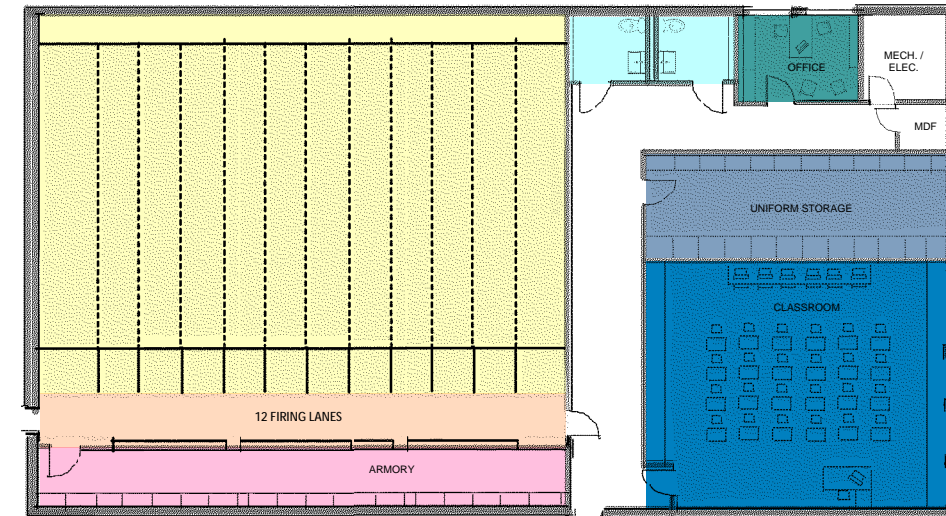 OFFICE
MECH. /
ELEC.
MDF
UNIFORM STORAGE
CLASSROOM
12 FIRING LANES
ARMORY